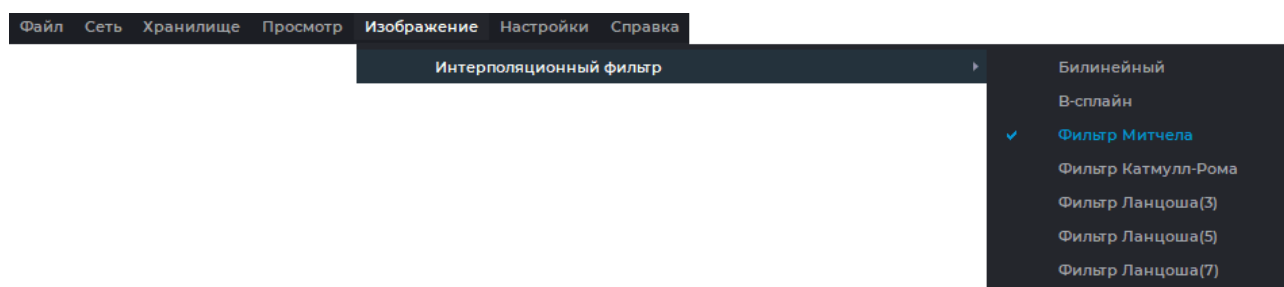 Файл Сеть Хранилище Просмотр Изображение Настройки Справка
Интерполяционный фильтр
Билинейный
В-сплайн
Фильтр Митчела
Фильтр Катмулл-Рома
Фильтр Ланцоша(3)
Фильтр Ланцоша(5)
Фильтр Ланцоша(7)